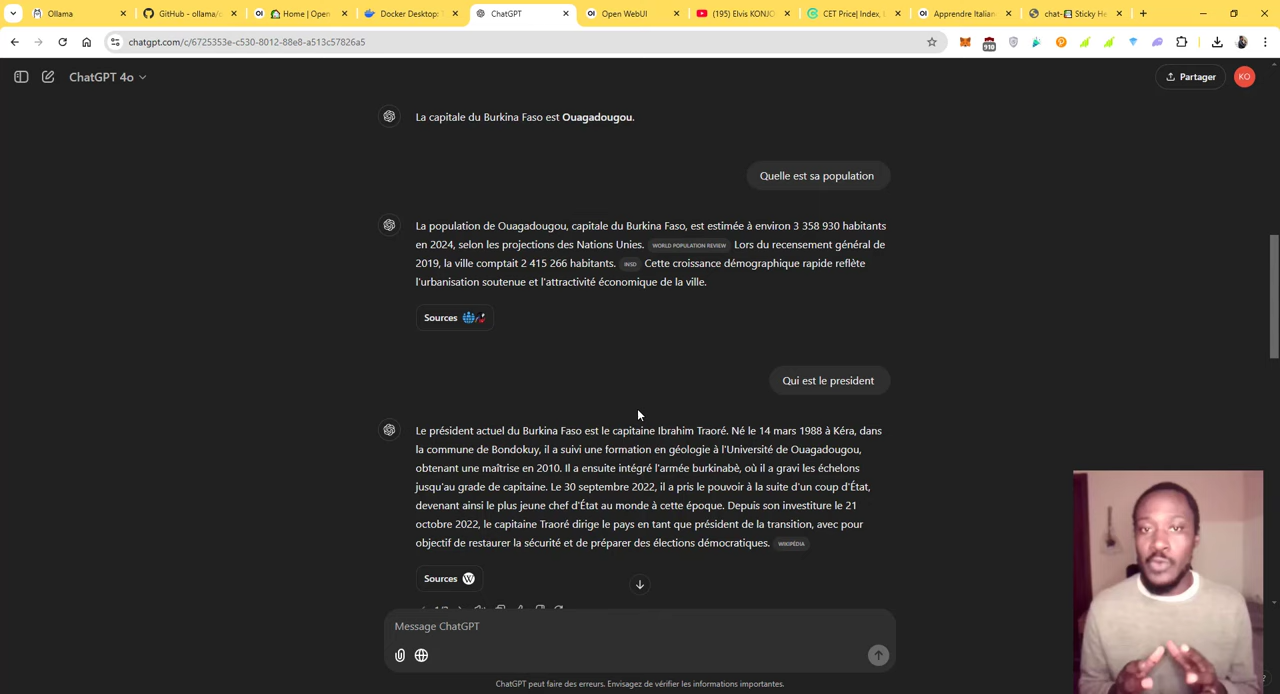 Ollama
GitHub - ollama/
OI Home | Open
Docker Desktop:
ChatGPT
OI Open WebUI
(195) Elvis KONJO
CET Price| Index,
OI Apprendre Italian
chat- Sticky He
chatgpt.com/c/6725353e-c530-8012-88e8-a513c57826a5
910
ChatGPT 4o
Partager
KO
La capitale du Burkina Faso est Ouagadougou.
Quelle est sa population
La population de Ouagadougou, capitale du Burkina Faso, est estimée à environ 3 358 930 habitants
en 2024, selon les projections des Nations Unies. WORLD POPULATION REVIEW Lors du recensement général de
2019, la ville comptait 2 415 266 habitants. INSD Cette croissance démographique rapide reflète
l'urbanisation soutenue et l'attractivité économique de la ville.
Sources
Qui est le president
Le président actuel du Burkina Faso est le capitaine Ibrahim Traoré. Né le 14 mars 1988 à Kéra, dans
la commune de Bondokuy, il a suivi une formation en géologie à l'Université de Ouagadougou,
obtenant une maîtrise en 2010. Il a ensuite intégré l'armée burkinabè, où il a gravi les échelons
jusqu'au grade de capitaine. Le 30 septembre 2022, il a pris le pouvoir à la suite d'un coup d'État,
devenant ainsi le plus jeune chef d'État au monde à cette époque. Depuis son investiture le 21
octobre 2022, le capitaine Traoré dirige le pays en tant que président de la transition, avec pour
objectif de restaurer la sécurité et de préparer des élections démocratiques. WIKIPÉDIA
Sources W
Message ChatGPT
ChatGPT peut faire des erreurs. Envisagez de vérifier les informations importantes.